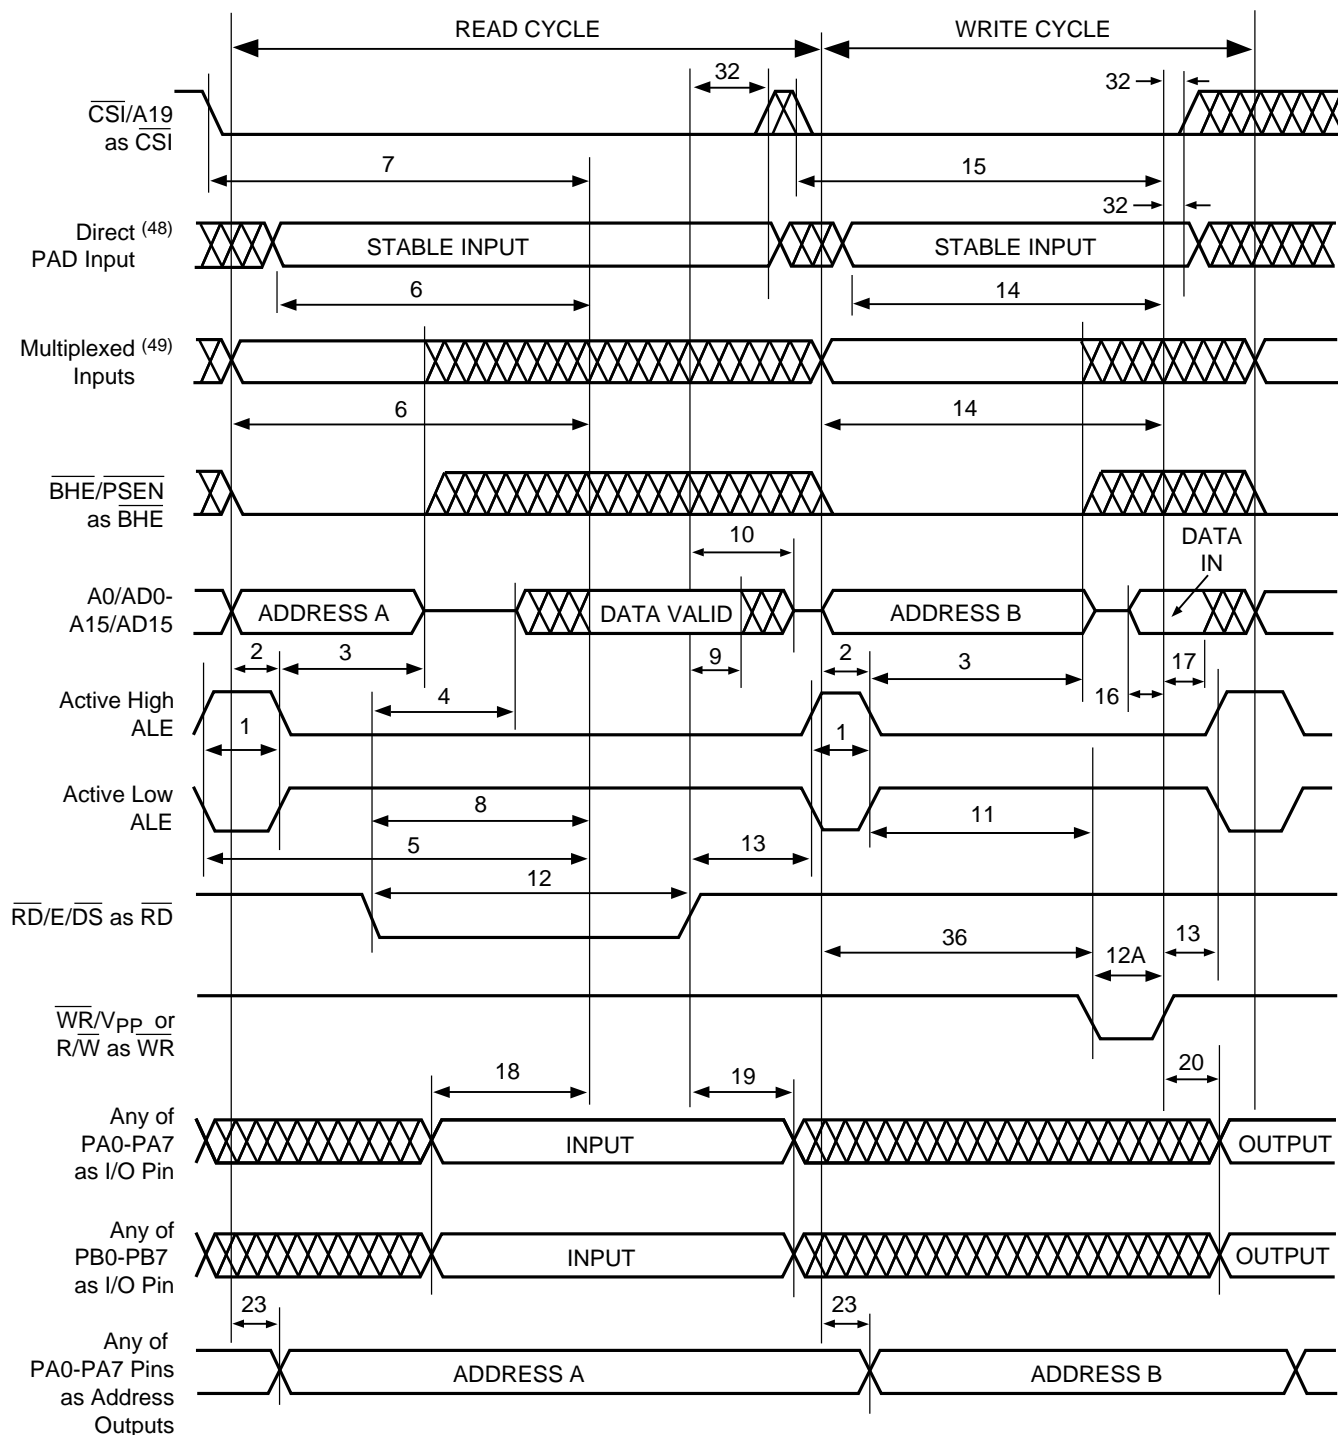 READ CYCLE
WRITE CYCLE
32
32
CSI/A19
as CSI
7
15
32
Direct (48)
PAD Input
STABLE INPUT
STABLE INPUT
6
14
Multiplexed (49)
Inputs
6
14
BHE/PSEN
as BHE
10
DATA
IN
A0/AD0-
A15/AD15
ADDRESS A
DATA VALID
ADDRESS B
2
3
9
2
3
17
4
16
Active High
ALE
1
1
Active Low
ALE
8
11
5
13
12
RD/E/DS as RD
36
12A
13
WR/VPP or
R/W as WR
18
19
20
Any of
PA0-PA7
as I/O Pin
INPUT
OUTPUT
Any of
PB0-PB7
as I/O Pin
INPUT
OUTPUT
23
23
Any of
PA0-PA7 Pins
as Address
Outputs
ADDRESS A
ADDRESS B